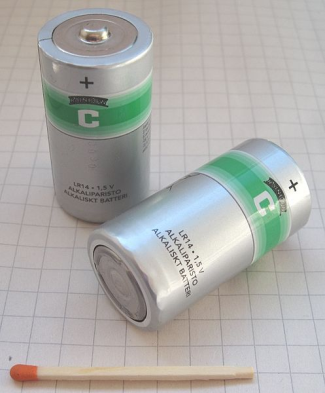 +
C
LR14 • 1,5 V
ALKALIPARISTO
ALKALISKT BATTERI
+
C
LR14 • 1,5 V
ALKALIPARISTO
ALKALISKT BATTERI